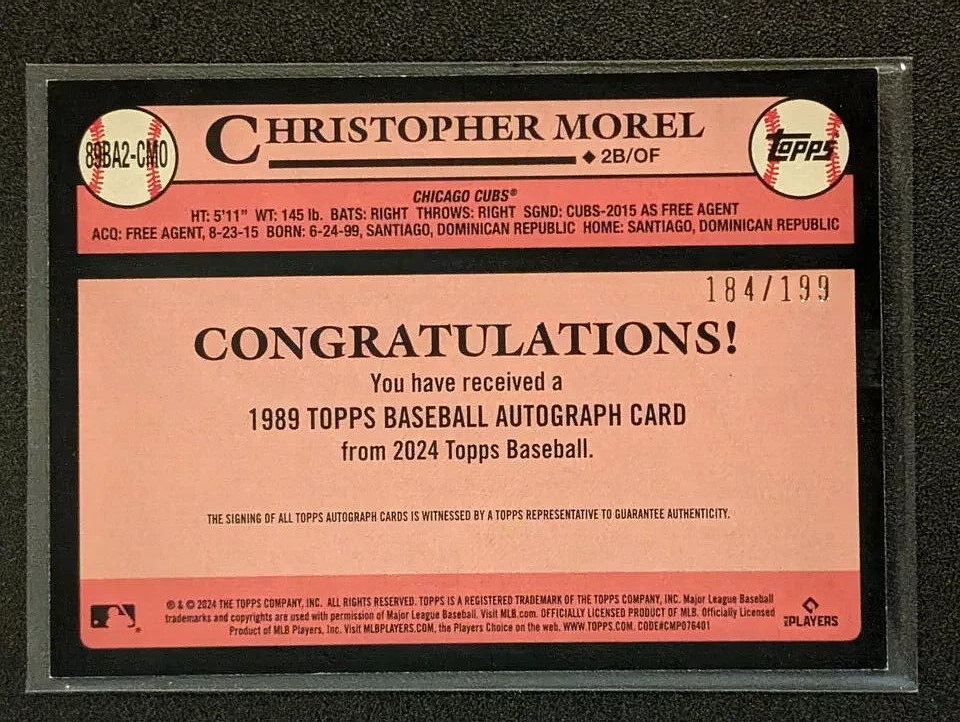 89BA2-CMO
CHRISTOPHER MOREL
2B/OF
TOPPS
CHICAGO CUBS®
HT: 5'11" WT: 145 lb. BATS: RIGHT THROWS: RIGHT SGND: CUBS-2015 AS FREE AGENT
ACQ: FREE AGENT, 8-23-15 BORN: 6-24-99, SANTIAGO, DOMINICAN REPUBLIC HOME: SANTIAGO, DOMINICAN REPUBLIC
184/199
CONGRATULATIONS!
You have received a
1989 TOPPS BASEBALL AUTOGRAPH CARD
from 2024 Topps Baseball.
THE SIGNING OF ALL TOPPS AUTOGRAPH CARDS IS WITNESSED BY A TOPPS REPRESENTATIVE TO GUARANTEE AUTHENTICITY.
® & © 2024 THE TOPPS COMPANY, INC. ALL RIGHTS RESERVED. TOPPS IS A REGISTERED TRADEMARK OF THE TOPPS COMPANY, INC. Major League Baseball
trademarks and copyrights are used with permission of Major League Baseball. Visit MLB.com. OFFICIALLY LICENSED PRODUCT OF MLB. Officially Licensed
Product of MLB Players, Inc. Visit MLBPLAYERS.COM, the Players Choice on the web. WWW.TOPPS.COM. CODE#CMP076401
MLBPLAYERS